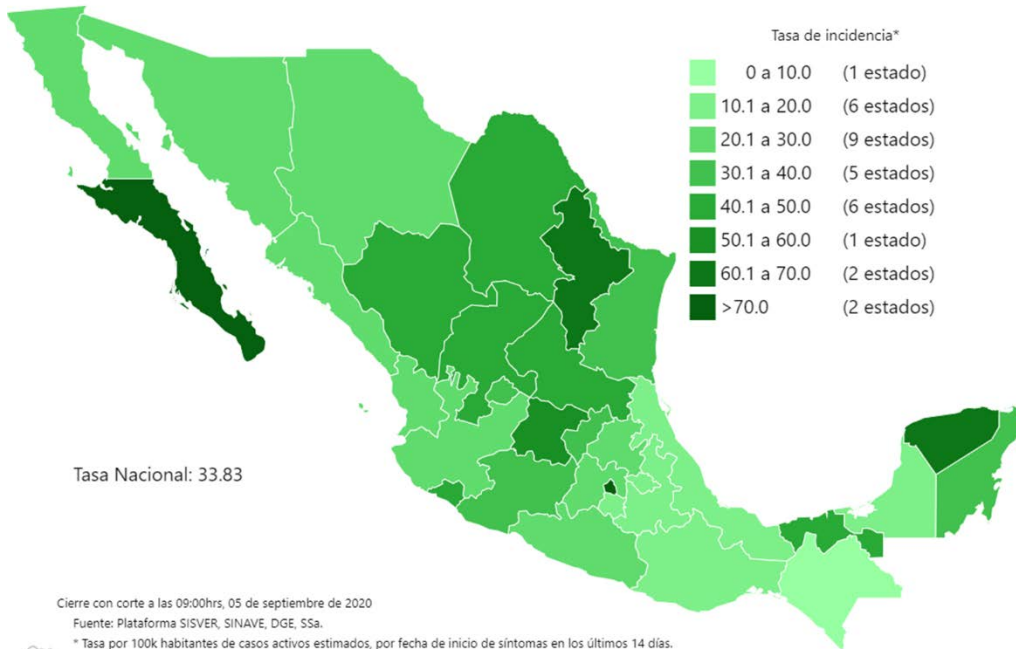 Tasa de incidencia*
0 a 10.0 (1 estado)
10.1 a 20.0 (6 estados)
20.1 a 30.0 (9 estados)
30.1 a 40.0 (5 estados)
40.1 a 50.0 (6 estados)
50.1 a 60.0 (1 estado)
60.1 a 70.0 (2 estados)
>70.0 (2 estados)
Tasa Nacional: 33.83
Cierre con corte a las 09:00hrs, 05 de septiembre de 2020
Fuente: Plataforma SISVER, SINAVE, DGE, SSa.
* Tasa por 100k habitantes de casos activos estimados, por fecha de inicio de síntomas en los últimos 14 días.